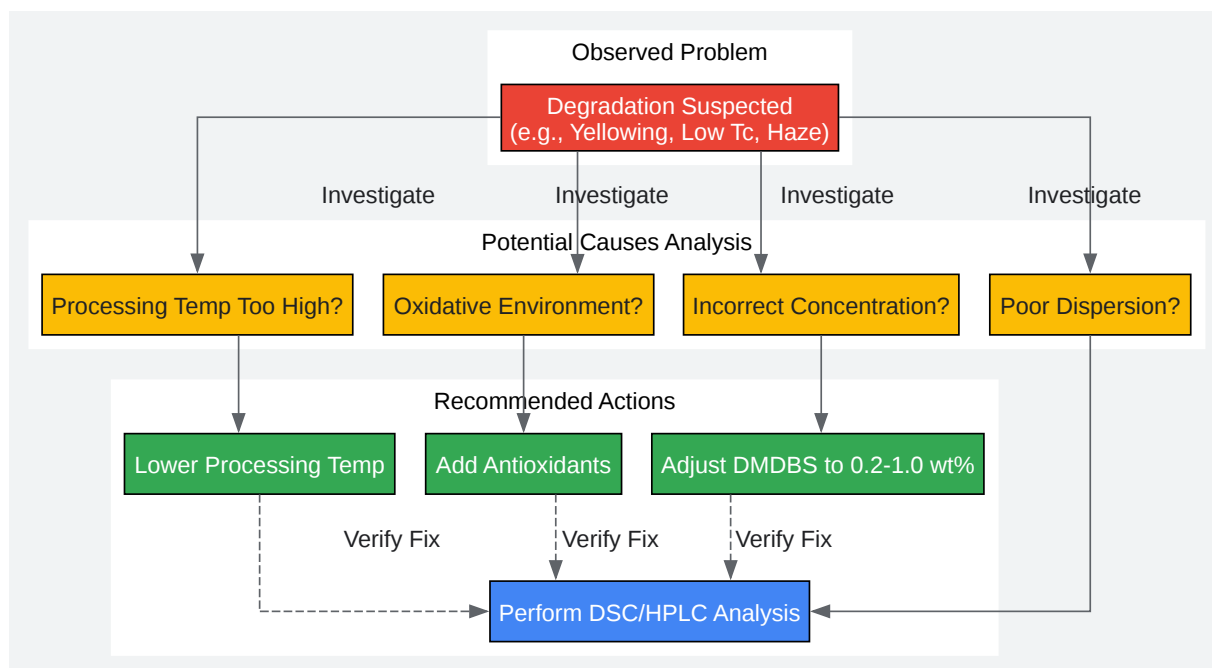 Observed Problem
Degradation Suspected
(e.g., Yellowing, Low Tc, Haze)
Investigate
Investigate
Investigate
Investigate
Potential Causes Analysis
Processing Temp Too High?
Oxidative Environment?
Incorrect Concentration?
Poor Dispersion?
Recommended Actions
Lower Processing Temp
Add Antioxidants
Adjust DMDBS to 0.2-1.0 wt%
Verify Fix
Verify Fix
Verify Fix
Perform DSC/HPLC Analysis